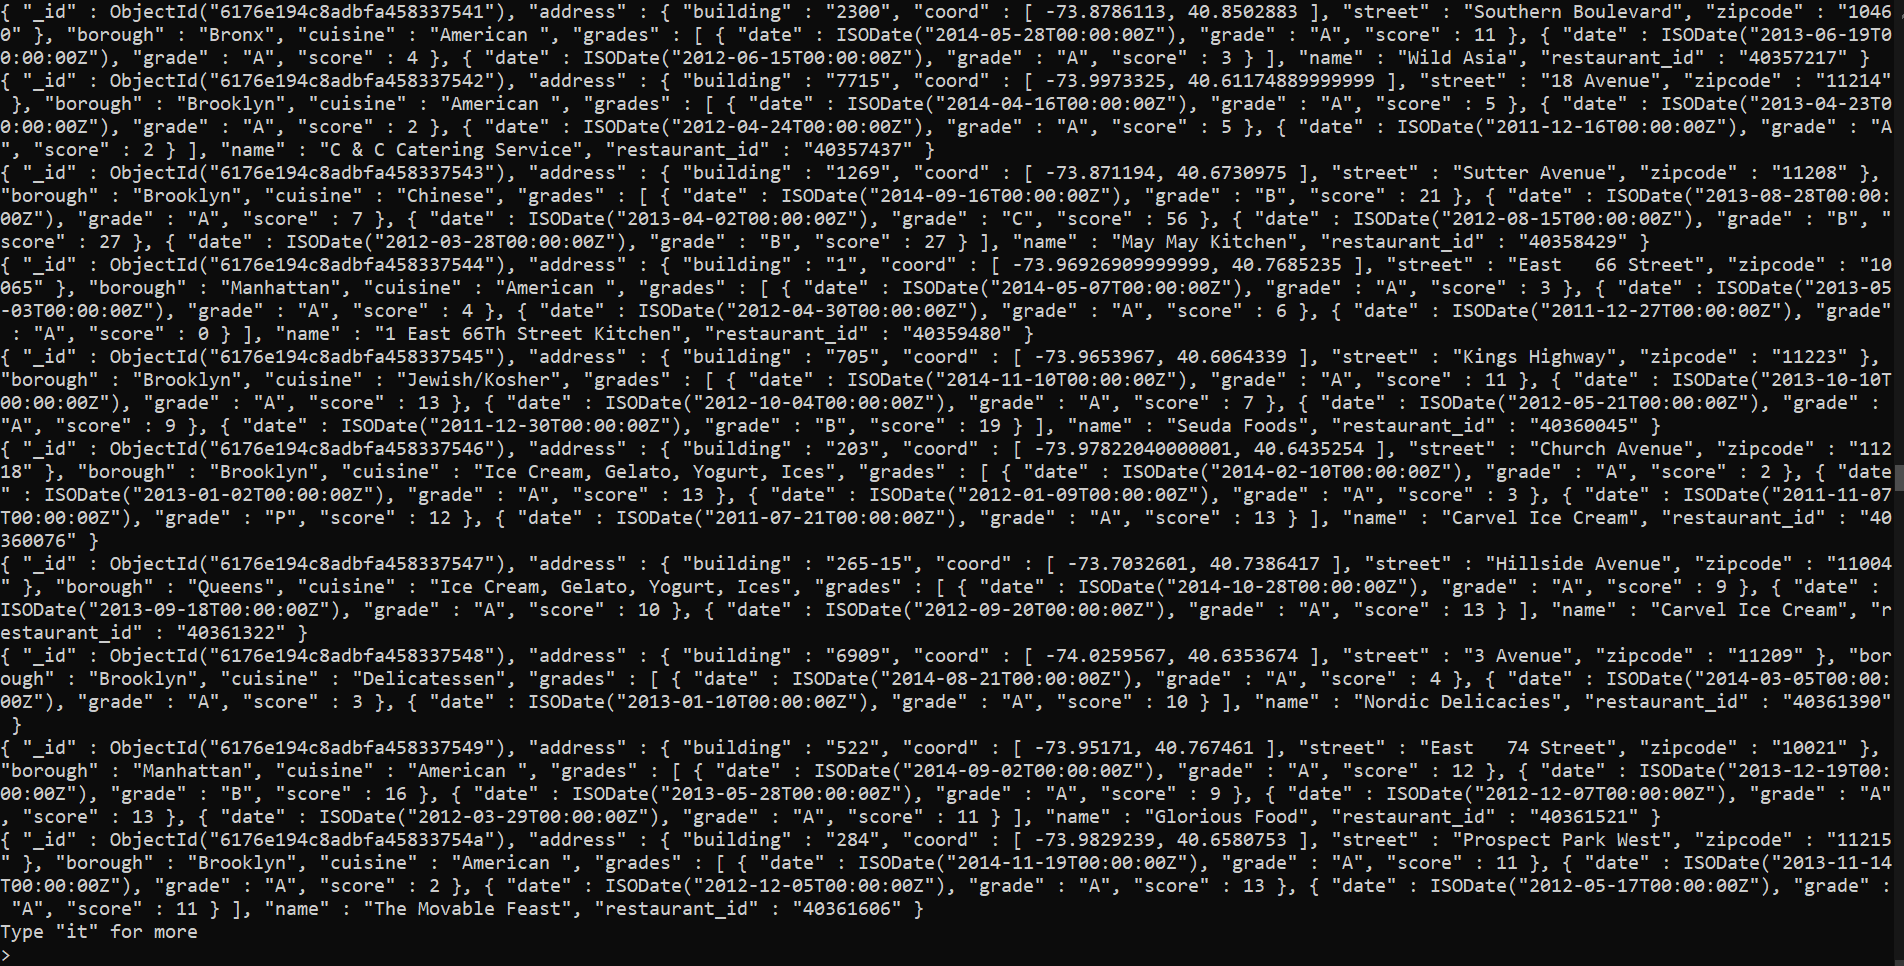 { "_id" : ObjectId("6176e194c8adbfa458337541"), "address" : { "building" : "2300", "coord" : [ -73.8786113, 40.8502883 ], "street" : "Southern Boulevard", "zipcode" : "1046
0" }, "borough" : "Bronx", "cuisine" : "American ", "grades" : [ { "date" : ISODate("2014-05-28T00:00:00Z"), "grade" : "A", "score" : 11 }, { "date" : ISODate("2013-06-19T0
0:00:00Z"), "grade" : "A", "score" : 4 }, { "date" : ISODate("2012-06-15T00:00:00Z"), "grade" : "A", "score" : 3 } ], "name" : "Wild Asia", "restaurant_id" : "40357217" }
{ "_id" : ObjectId("6176e194c8adbfa458337542"), "address" : { "building" : "7715", "coord" : [ -73.9973325, 40.61174889999999 ], "street" : "18 Avenue", "zipcode" : "11214"
 }, "borough" : "Brooklyn", "cuisine" : "American ", "grades" : [ { "date" : ISODate("2014-04-16T00:00:00Z"), "grade" : "A", "score" : 5 }, { "date" : ISODate("2013-04-23T0
0:00:00Z"), "grade" : "A", "score" : 2 }, { "date" : ISODate("2012-04-24T00:00:00Z"), "grade" : "A", "score" : 5 }, { "date" : ISODate("2011-12-16T00:00:00Z"), "grade" : "A
", "score" : 2 } ], "name" : "C & C Catering Service", "restaurant_id" : "40357437" }
{ "_id" : ObjectId("6176e194c8adbfa458337543"), "address" : { "building" : "1269", "coord" : [ -73.871194, 40.6730975 ], "street" : "Sutter Avenue", "zipcode" : "11208" },
"borough" : "Brooklyn", "cuisine" : "Chinese", "grades" : [ { "date" : ISODate("2014-09-16T00:00:00Z"), "grade" : "B", "score" : 21 }, { "date" : ISODate("2013-08-28T00:00:
00Z"), "grade" : "A", "score" : 7 }, { "date" : ISODate("2013-04-02T00:00:00Z"), "grade" : "C", "score" : 56 }, { "date" : ISODate("2012-08-15T00:00:00Z"), "grade" : "B", "
score" : 27 }, { "date" : ISODate("2012-03-28T00:00:00Z"), "grade" : "B", "score" : 27 } ], "name" : "May May Kitchen", "restaurant_id" : "40358429" }
{ "_id" : ObjectId("6176e194c8adbfa458337544"), "address" : { "building" : "1", "coord" : [ -73.96926909999999, 40.7685235 ], "street" : "East   66 Street", "zipcode" : "10
065" }, "borough" : "Manhattan", "cuisine" : "American ", "grades" : [ { "date" : ISODate("2014-05-07T00:00:00Z"), "grade" : "A", "score" : 3 }, { "date" : ISODate("2013-05
-03T00:00:00Z"), "grade" : "A", "score" : 4 }, { "date" : ISODate("2012-04-30T00:00:00Z"), "grade" : "A", "score" : 6 }, { "date" : ISODate("2011-12-27T00:00:00Z"), "grade"
 : "A", "score" : 0 } ], "name" : "1 East 66Th Street Kitchen", "restaurant_id" : "40359480" }
{ "_id" : ObjectId("6176e194c8adbfa458337545"), "address" : { "building" : "705", "coord" : [ -73.9653967, 40.6064339 ], "street" : "Kings Highway", "zipcode" : "11223" },
"borough" : "Brooklyn", "cuisine" : "Jewish/Kosher", "grades" : [ { "date" : ISODate("2014-11-10T00:00:00Z"), "grade" : "A", "score" : 11 }, { "date" : ISODate("2013-10-10T
00:00:00Z"), "grade" : "A", "score" : 13 }, { "date" : ISODate("2012-10-04T00:00:00Z"), "grade" : "A", "score" : 7 }, { "date" : ISODate("2012-05-21T00:00:00Z"), "grade" :
"A", "score" : 9 }, { "date" : ISODate("2011-12-30T00:00:00Z"), "grade" : "B", "score" : 19 } ], "name" : "Seuda Foods", "restaurant_id" : "40360045" }
{ "_id" : ObjectId("6176e194c8adbfa458337546"), "address" : { "building" : "203", "coord" : [ -73.97822040000001, 40.6435254 ], "street" : "Church Avenue", "zipcode" : "112
18" }, "borough" : "Brooklyn", "cuisine" : "Ice Cream, Gelato, Yogurt, Ices", "grades" : [ { "date" : ISODate("2014-02-10T00:00:00Z"), "grade" : "A", "score" : 2 }, { "date
" : ISODate("2013-01-02T00:00:00Z"), "grade" : "A", "score" : 13 }, { "date" : ISODate("2012-01-09T00:00:00Z"), "grade" : "A", "score" : 3 }, { "date" : ISODate("2011-11-07
T00:00:00Z"), "grade" : "P", "score" : 12 }, { "date" : ISODate("2011-07-21T00:00:00Z"), "grade" : "A", "score" : 13 } ], "name" : "Carvel Ice Cream", "restaurant_id" : "40
360076" }
{ "_id" : ObjectId("6176e194c8adbfa458337547"), "address" : { "building" : "265-15", "coord" : [ -73.7032601, 40.7386417 ], "street" : "Hillside Avenue", "zipcode" : "11004
" }, "borough" : "Queens", "cuisine" : "Ice Cream, Gelato, Yogurt, Ices", "grades" : [ { "date" : ISODate("2014-10-28T00:00:00Z"), "grade" : "A", "score" : 9 }, { "date" :
ISODate("2013-09-18T00:00:00Z"), "grade" : "A", "score" : 10 }, { "date" : ISODate("2012-09-20T00:00:00Z"), "grade" : "A", "score" : 13 } ], "name" : "Carvel Ice Cream", "r
estaurant_id" : "40361322" }
{ "_id" : ObjectId("6176e194c8adbfa458337548"), "address" : { "building" : "6909", "coord" : [ -74.0259567, 40.6353674 ], "street" : "3 Avenue", "zipcode" : "11209" }, "bor
ough" : "Brooklyn", "cuisine" : "Delicatessen", "grades" : [ { "date" : ISODate("2014-08-21T00:00:00Z"), "grade" : "A", "score" : 4 }, { "date" : ISODate("2014-03-05T00:00:
00Z"), "grade" : "A", "score" : 3 }, { "date" : ISODate("2013-01-10T00:00:00Z"), "grade" : "A", "score" : 10 } ], "name" : "Nordic Delicacies", "restaurant_id" : "40361390"
 }
{ "_id" : ObjectId("6176e194c8adbfa458337549"), "address" : { "building" : "522", "coord" : [ -73.95171, 40.767461 ], "street" : "East   74 Street", "zipcode" : "10021" },
"borough" : "Manhattan", "cuisine" : "American ", "grades" : [ { "date" : ISODate("2014-09-02T00:00:00Z"), "grade" : "A", "score" : 12 }, { "date" : ISODate("2013-12-19T00:
00:00Z"), "grade" : "B", "score" : 16 }, { "date" : ISODate("2013-05-28T00:00:00Z"), "grade" : "A", "score" : 9 }, { "date" : ISODate("2012-12-07T00:00:00Z"), "grade" : "A"
, "score" : 13 }, { "date" : ISODate("2012-03-29T00:00:00Z"), "grade" : "A", "score" : 11 } ], "name" : "Glorious Food", "restaurant_id" : "40361521" }
{ "_id" : ObjectId("6176e194c8adbfa45833754a"), "address" : { "building" : "284", "coord" : [ -73.9829239, 40.6580753 ], "street" : "Prospect Park West", "zipcode" : "11215
" }, "borough" : "Brooklyn", "cuisine" : "American ", "grades" : [ { "date" : ISODate("2014-11-19T00:00:00Z"), "grade" : "A", "score" : 11 }, { "date" : ISODate("2013-11-14
T00:00:00Z"), "grade" : "A", "score" : 2 }, { "date" : ISODate("2012-12-05T00:00:00Z"), "grade" : "A", "score" : 13 }, { "date" : ISODate("2012-05-17T00:00:00Z"), "grade" :
 "A", "score" : 11 } ], "name" : "The Movable Feast", "restaurant_id" : "40361606" }
Type "it" for more
>